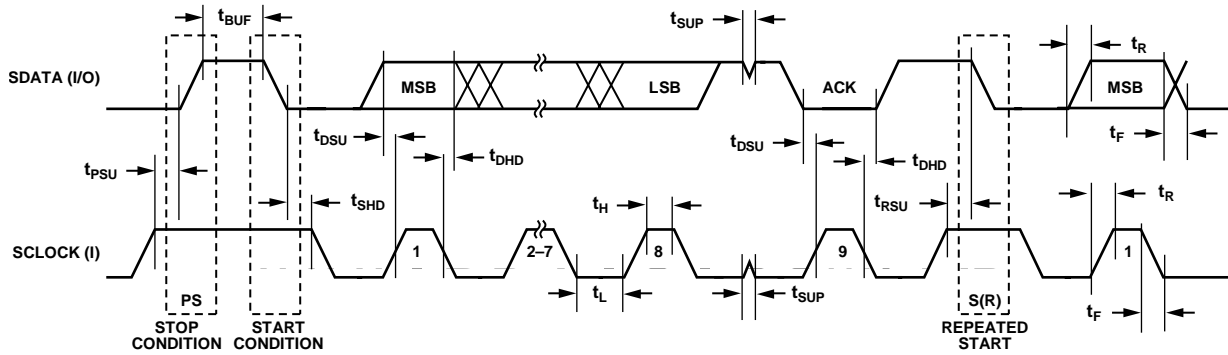 tBUF
tSUP
tR
SDATA (I/O)
MSB
LSB
ACK
MSB
tDSU
tDHD
tDSU
tDHD
tF
tPSU
tSHD
tH
tRSU
tR
SCLOCK (I)
1
2–7
8
9
1
PS
tL
tSUP
S(R)
tF
STOP
CONDITION
START
CONDITION
REPEATED
START